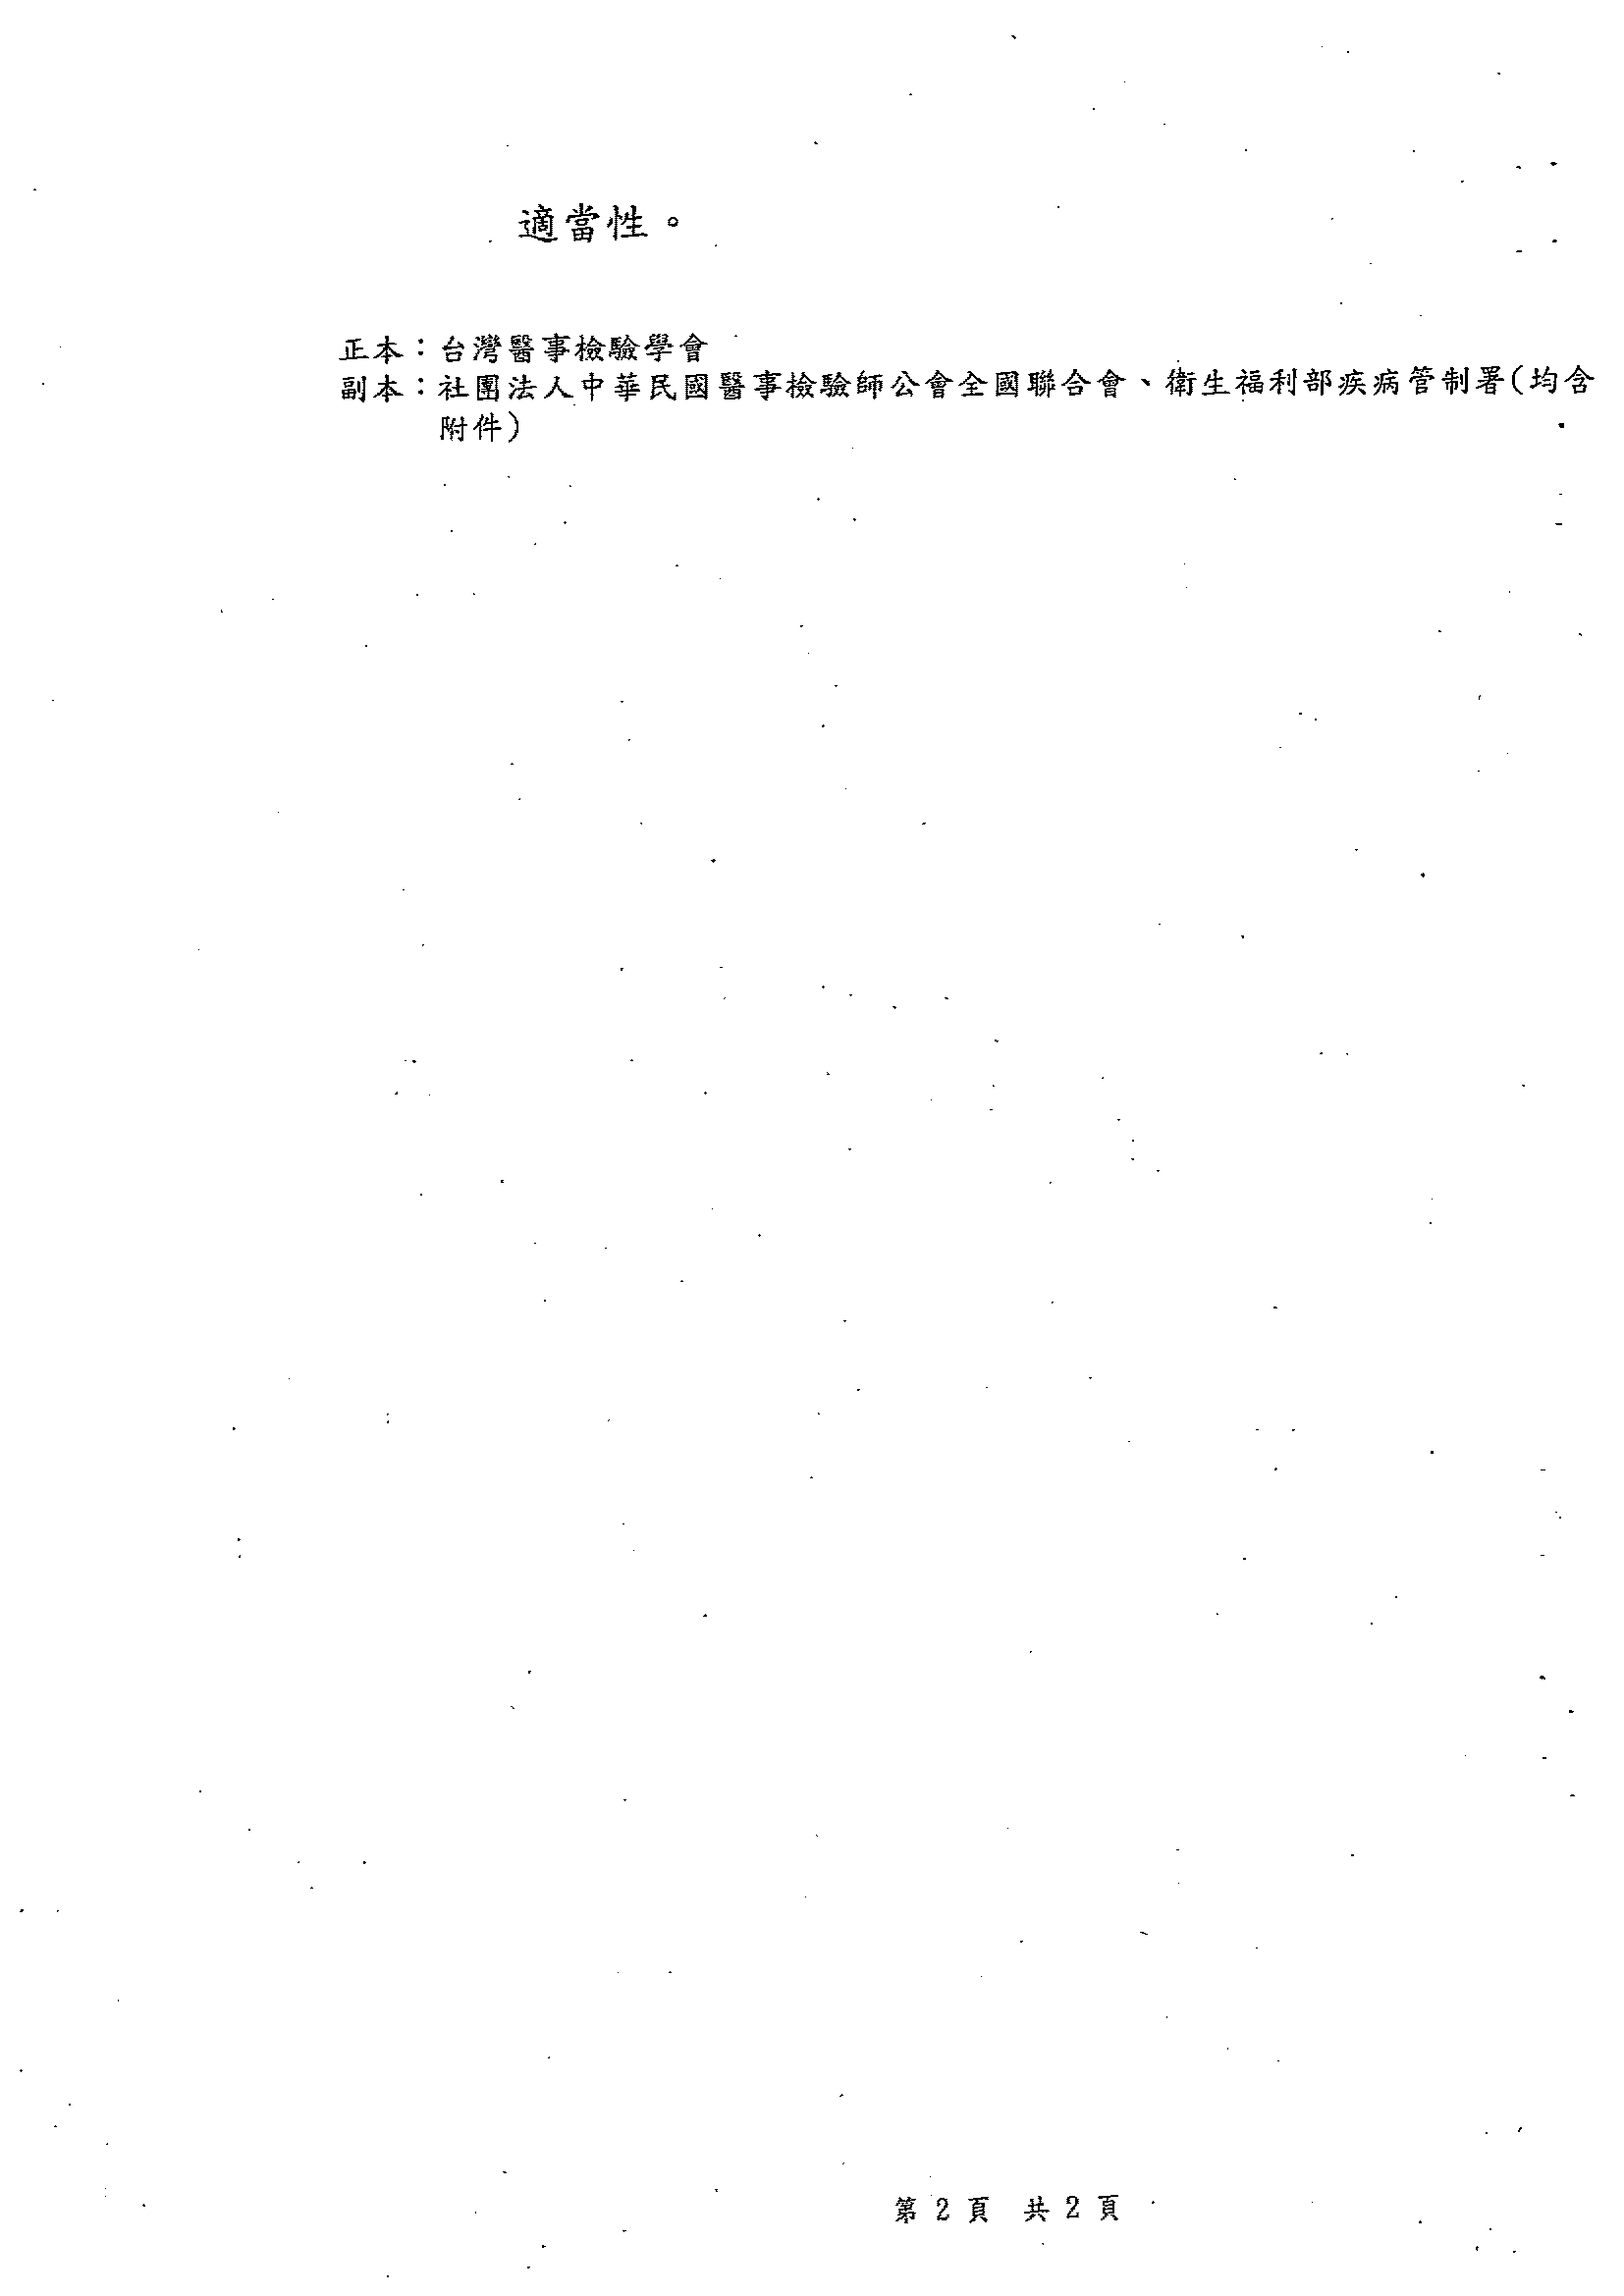 適當性。
正本：台灣醫事檢驗學會
副本：社團法人中華民國醫事檢驗師公會全國聯合會、衛生福利部疾病管制署(均含
附件)
第 2 頁 共 2 頁